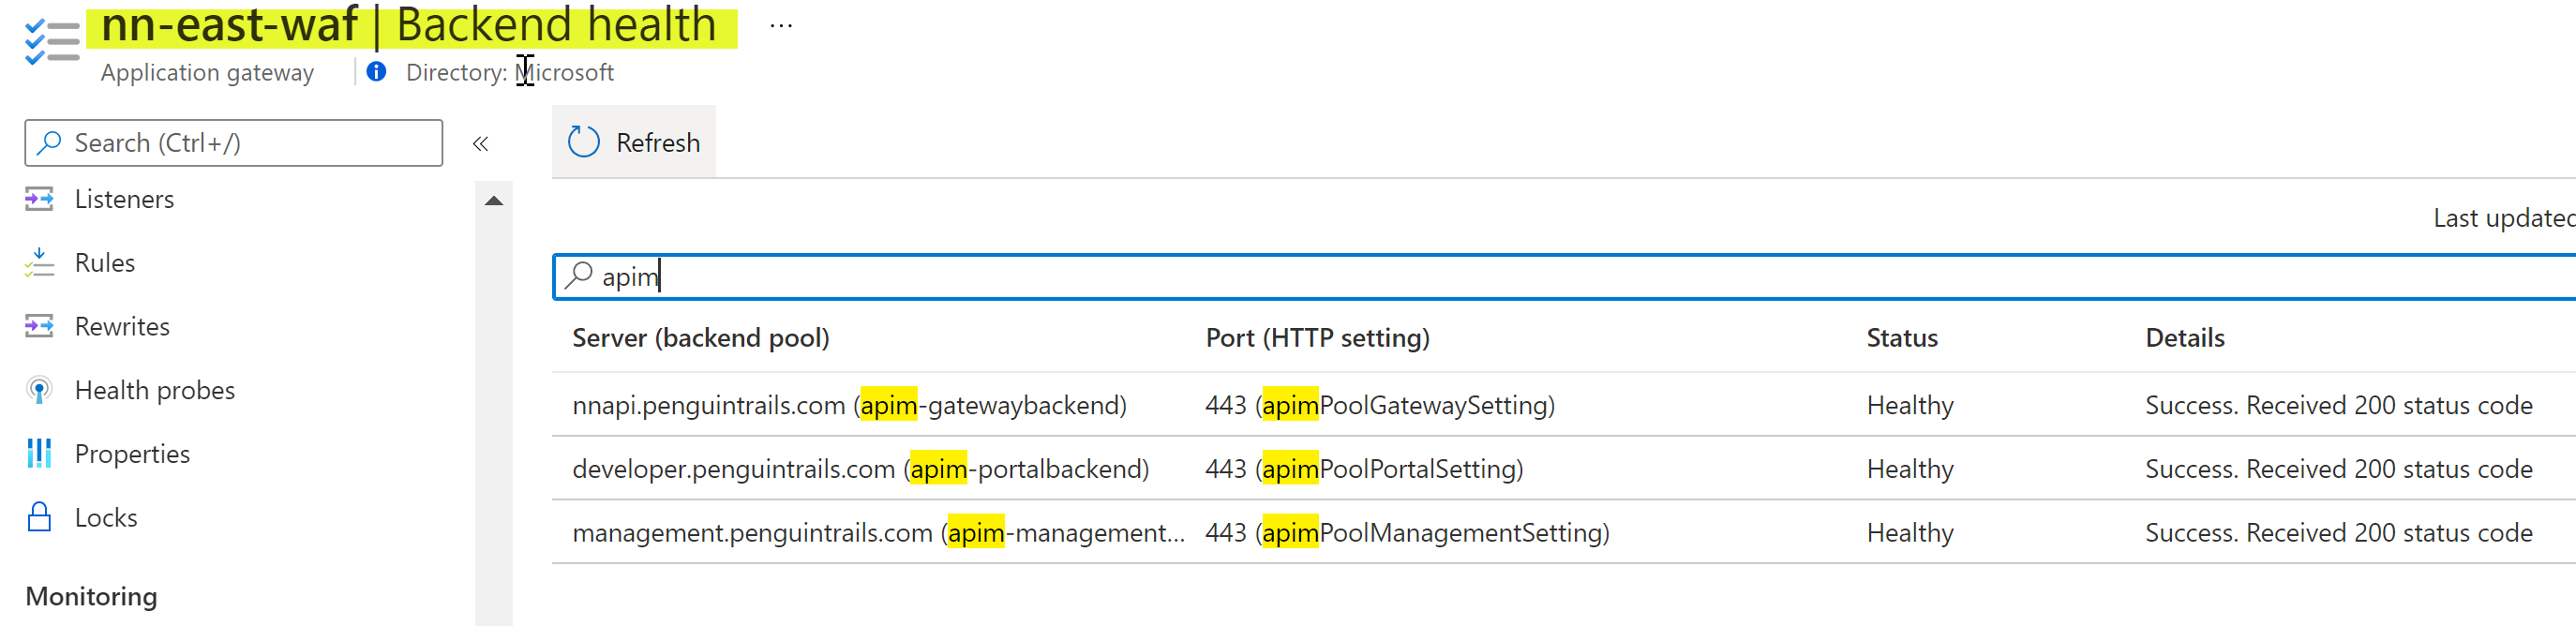 nn-east-waf | Backend health ...
Application gateway
Directory: Microsoft
Search (Ctrl+/)
«
Refresh
Listeners
Last updated
Rules
apim
Rewrites
Server (backend pool) Port (HTTP setting) Status Details
Health probes
nnapi.penguintrails.com (apim-gatewaybackend) 443 (apimPoolGatewaySetting) Healthy Success. Received 200 status code
Properties
developer.penguintrails.com (apim-portalbackend) 443 (apimPoolPortalSetting) Healthy Success. Received 200 status code
Locks
management.penguintrails.com (apim-management... 443 (apimPoolManagementSetting) Healthy Success. Received 200 status code
Monitoring